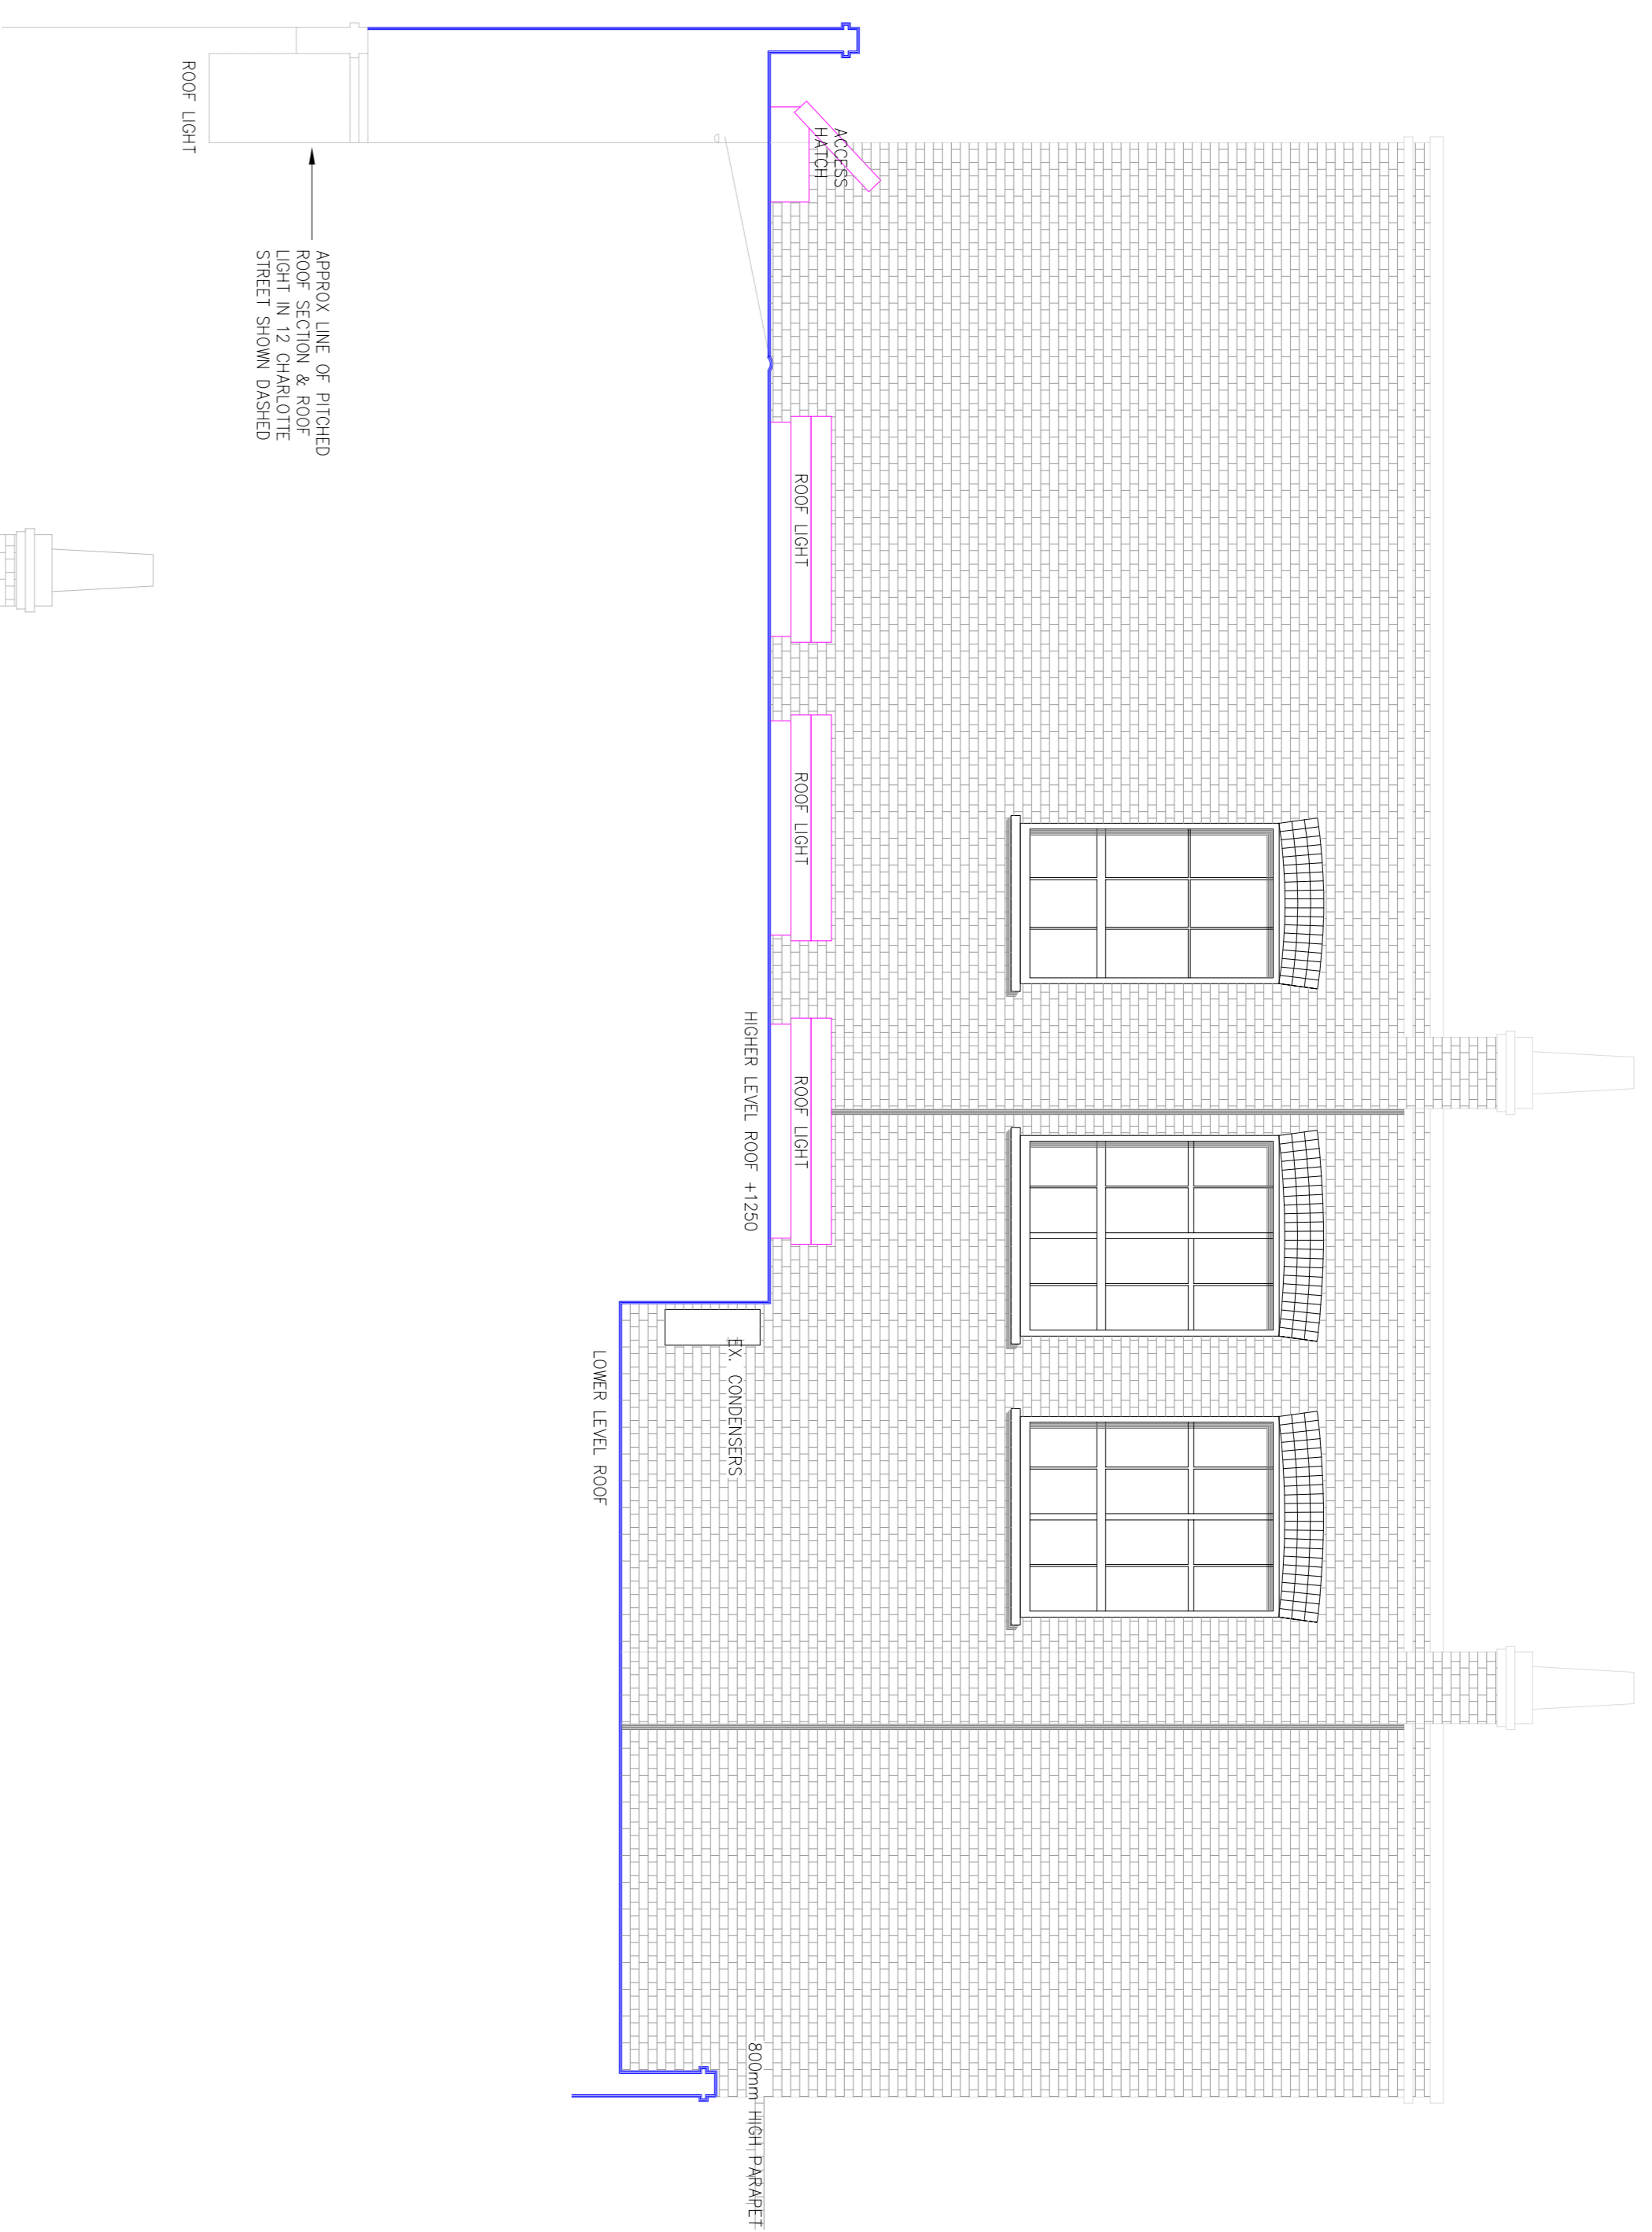 ACCESS
HATCH
ROOF LIGHT
ROOF LIGHT
ROOF LIGHT
HIGHER LEVEL ROOF +1250
EX. CONDENSERS
800mm HIGH PARAPET
LOWER LEVEL ROOF
APPROX LINE OF PITCHED
ROOF SECTION & ROOF
LIGHT IN 12 CHARLOTTE
STREET SHOWN DASHED
ROOF LIGHT